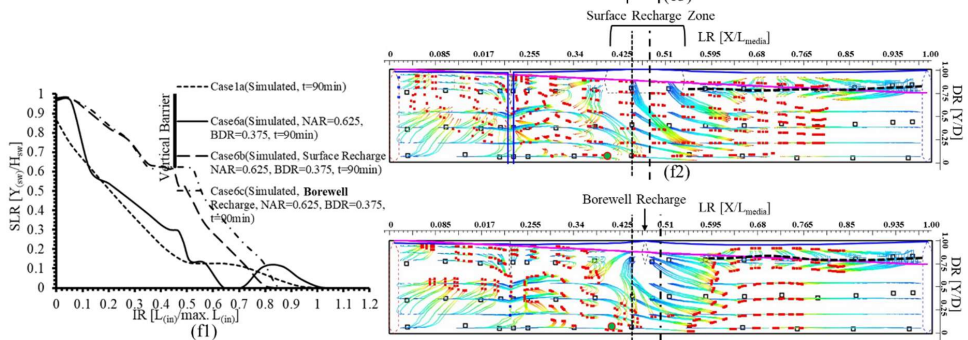 Surface Recharge Zone
LR [X/Lmedia]
0 0.085 0.017 0.255 0.34 0.425 0.51 0.595 0.68 0.765 0.85 0.935 1.00
1.00
0.75
0.5
0.25
0
DR [Y/D]
(f2)
Borewell Recharge
LR [X/Lmedia]
0 0.085 0.017 0.255 0.34 0.425 0.51 0.595 0.68 0.765 0.85 0.935 1.00
1.00
0.75
0.5
0.25
0
DR [Y/D]
SLR [Y(sw)/Hsw]
1
0.9
0.8
0.7
0.6
0.5
0.4
0.3
0.2
0.1
0
0 0.1 0.2 0.3 0.4 0.5 0.6 0.7 0.8 0.9 1 1.1 1.2
IR [L(in)/max. L(in)]
(f1)
Vertical Barrier
Case1a(Simulated, t=90min)
Case6a(Simulated, NAR=0.625,
BDR=0.375, t=90min)
Case6b(Simulated, Surface Recharge
NAR=0.625, BDR=0.375, t=90min)
Case6c(Simulated, Borewell
Recharge, NAR=0.625, BDR=0.375,
t=90min)